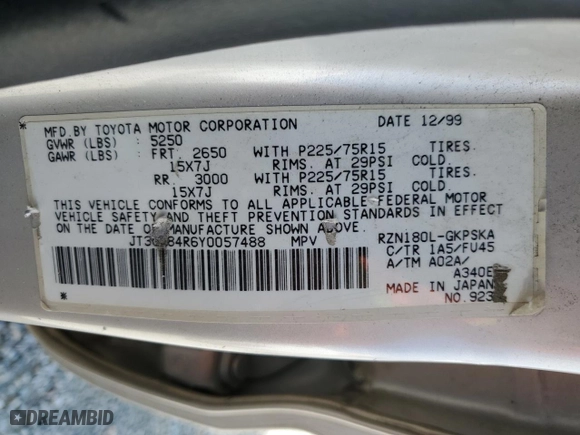 MFD.BY TOYOTA MOTOR CORPORATION DATE 12/99
GVWR (LBS) : 5250
GAWR (LBS) : FRT. 2650 WITH P225/75R15 TIRES.
15X7J RIMS. AT 29PSI COLD.
RR. 3000 WITH P225/75R15 TIRES.
15X7J RIMS. AT 29PSI COLD.
THIS VEHICLE CONFORMS TO ALL APPLICABLE FEDERAL MOTOR
VEHICLE SAFETY AND THEFT PREVENTION STANDARDS IN EFFECT
ON THE DATE OF MANUFACTURE SHOWN ABOVE.
MPV RZN180L-GKPSKA
C/TR 1A5/FU45
A/TM A02A/
A340E
MADE IN JAPAN
NO.
DREAMBID